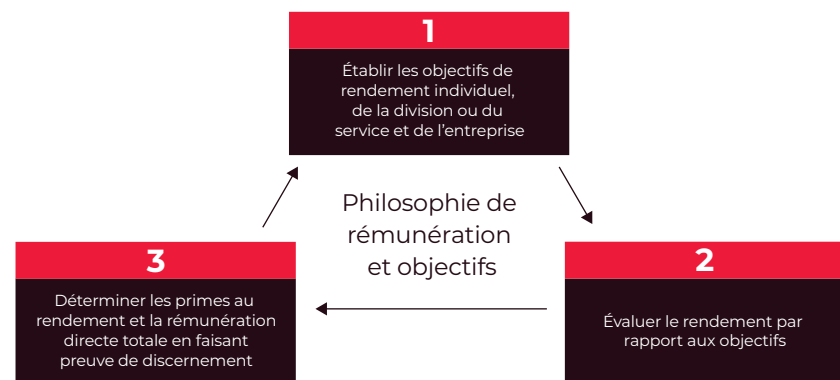 1
Établir les objectifs de
rendement individuel,
de la division ou du
service et de l’entreprise
Philosophie de
rémunération
et objectifs
3
Déterminer les primes au
rendement et la rémunération
directe totale en faisant
preuve de discernement
2
Évaluer le rendement par
rapport aux objectifs